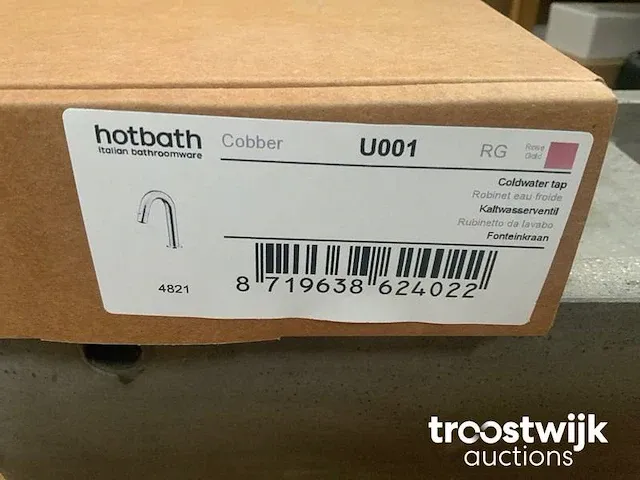 hotbath
italian bathroomware
Cobber
U001
RG
Rose
Gold
Coldwater tap
Robinet eau froide
Kaltwasserventil
Rubinetto da lavabo
Fonteinkraan
4821
8 719638 624022
troostwijk
auctions